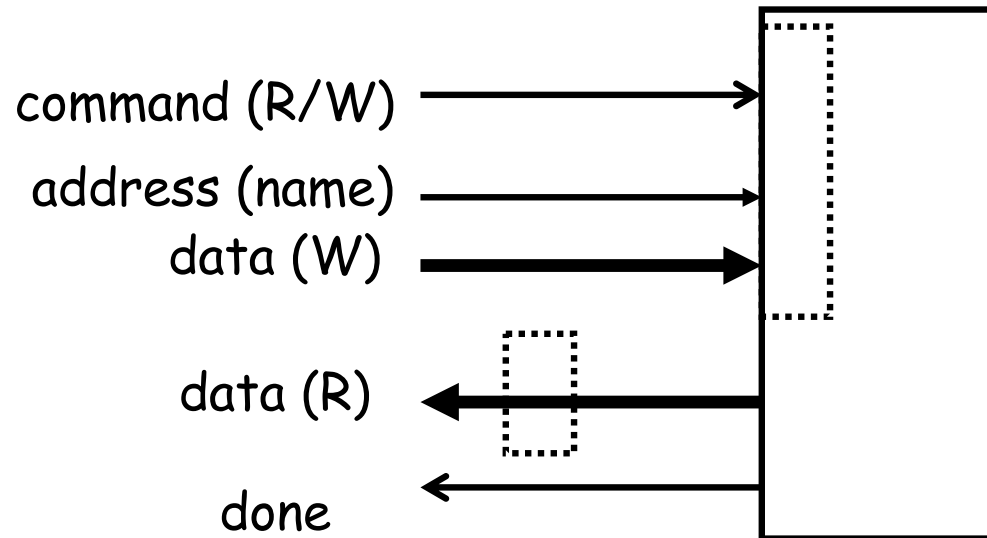 command (R/W)
address (name)
data (W)
data (R)
done